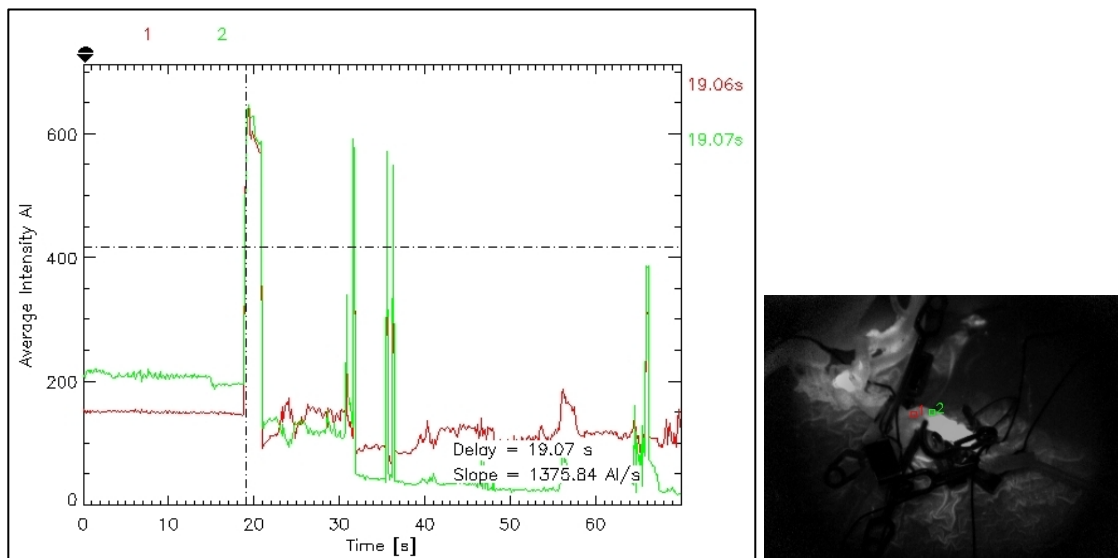 1 2
19.06s
19.07s
600
400
200
0
Average Intensity AI
Delay = 19.07 s
Slope = 1375.84 AI/s
0 10 20 30 40 50 60
Time [s]
2